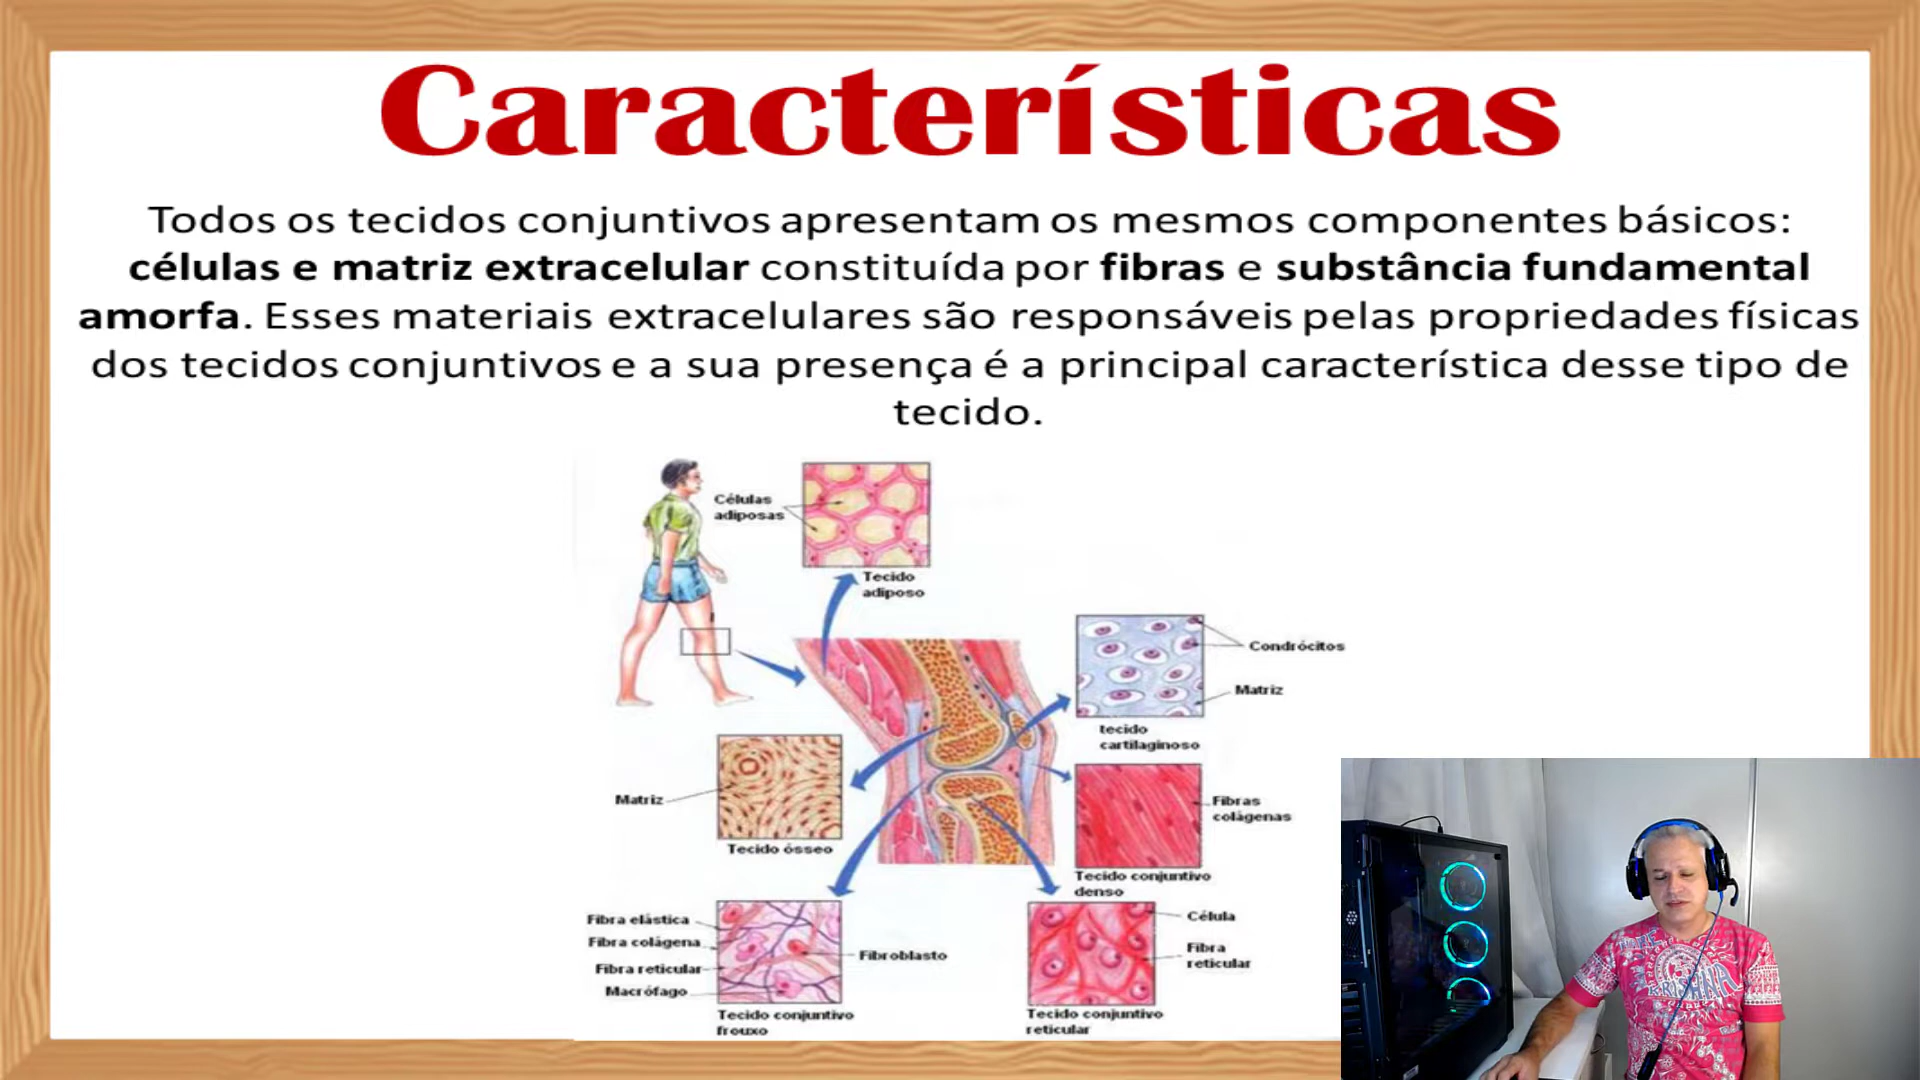 Características
Todos os tecidos conjuntivos apresentam os mesmos componentes básicos:
células e matriz extracelular constituída por fibras e substância fundamental
amorfa. Esses materiais extracelulares são responsáveis pelas propriedades físicas
dos tecidos conjuntivos e a sua presença é a principal característica desse tipo de
tecido.
Células
adiposas
Tecido
adiposo
Condrócitos
Matriz
tecido
cartilaginoso
Matriz
Tecido ósseo
Fibras
colágenas
Tecido conjuntivo
denso
Fibra elástica
Fibra colágena
Fibra reticular
Macrófago
Fibroblasto
Tecido conjuntivo
frouxo
Célula
Fibra
reticular
Tecido conjuntivo
reticular
KRISHNA